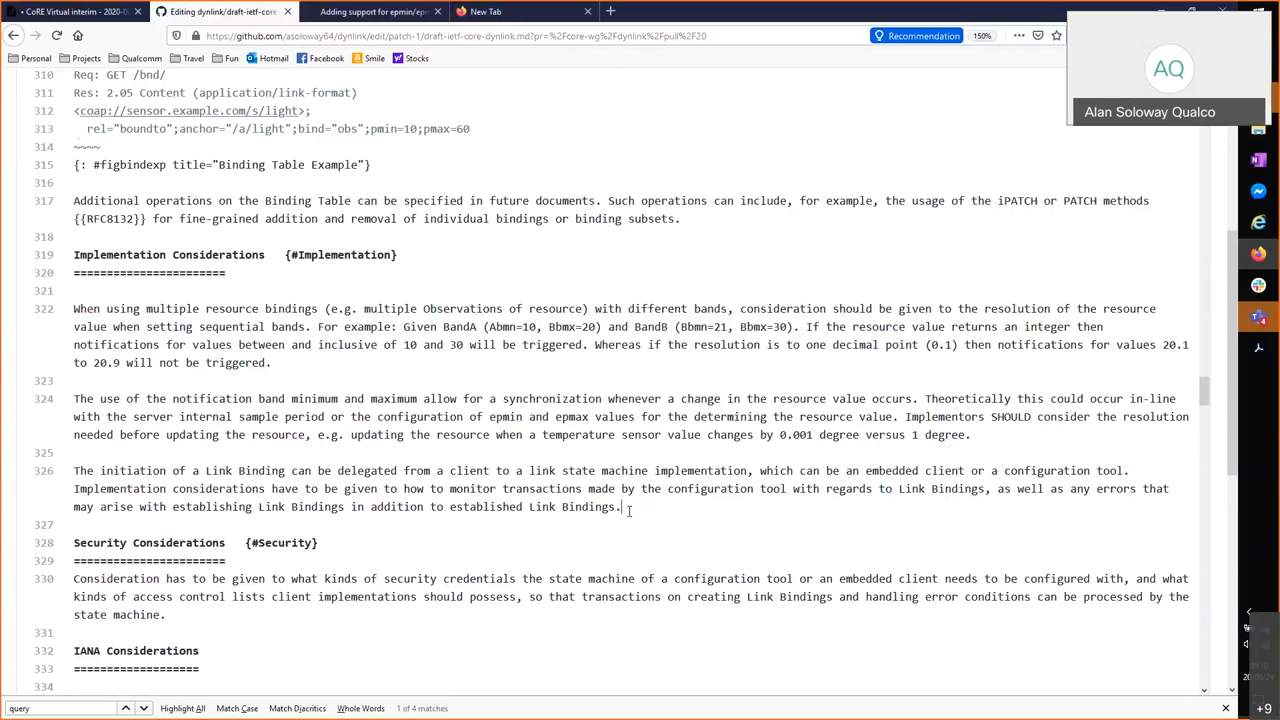 CoRE Virtual interim - 2020-09
Editing dynlink/draft-ietf-core-
Adding support for epmin/epm
New Tab
https://github.com/asoloway64/dynlink/edit/patch-1/draft-ietf-core-dynlink.md?pr=%2Fcore-wg%2Fdynlink%2Fpull%2F20
Recommendation
150%
Personal Projects Qualcomm Travel Fun Hotmail Facebook Smile Stocks
AQ
Alan Soloway Qualco
310 Req: GET /bnd/
311 Res: 2.05 Content (application/link-format)
312 <coap://sensor.example.com/s/light>;
313 rel="boundto";anchor="/a/light";bind="obs";pmin=10;pmax=60
314 ~~~~
315 {: #figbindexp title="Binding Table Example"}
316
317 Additional operations on the Binding Table can be specified in future documents. Such operations can include, for example, the usage of the iPATCH or PATCH methods
{{RFC8132}} for fine-grained addition and removal of individual bindings or binding subsets.
318
319 Implementation Considerations {#Implementation}
320 =======================
321
322 When using multiple resource bindings (e.g. multiple Observations of resource) with different bands, consideration should be given to the resolution of the resource
value when setting sequential bands. For example: Given BandA (Abmn=10, Bbmx=20) and BandB (Bbmn=21, Bbmx=30). If the resource value returns an integer then
notifications for values between and inclusive of 10 and 30 will be triggered. Whereas if the resolution is to one decimal point (0.1) then notifications for values 20.1
to 20.9 will not be triggered.
323
324 The use of the notification band minimum and maximum allow for a synchronization whenever a change in the resource value occurs. Theoretically this could occur in-line
with the server internal sample period or the configuration of epmin and epmax values for the determining the resource value. Implementors SHOULD consider the resolution
needed before updating the resource, e.g. updating the resource when a temperature sensor value changes by 0.001 degree versus 1 degree.
325
326 The initiation of a Link Binding can be delegated from a client to a link state machine implementation, which can be an embedded client or a configuration tool.
Implementation considerations have to be given to how to monitor transactions made by the configuration tool with regards to Link Bindings, as well as any errors that
may arise with establishing Link Bindings in addition to established Link Bindings.
327
328 Security Considerations {#Security}
329 =======================
330 Consideration has to be given to what kinds of security credentials the state machine of a configuration tool or an embedded client needs to be configured with, and what
kinds of access control lists client implementations should possess, so that transactions on creating Link Bindings and handling error conditions can be processed by the
state machine.
331
332 IANA Considerations
333 ===================
334
query
Highlight All Match Case Match Diacritics Whole Words 1 of 4 matches
+9